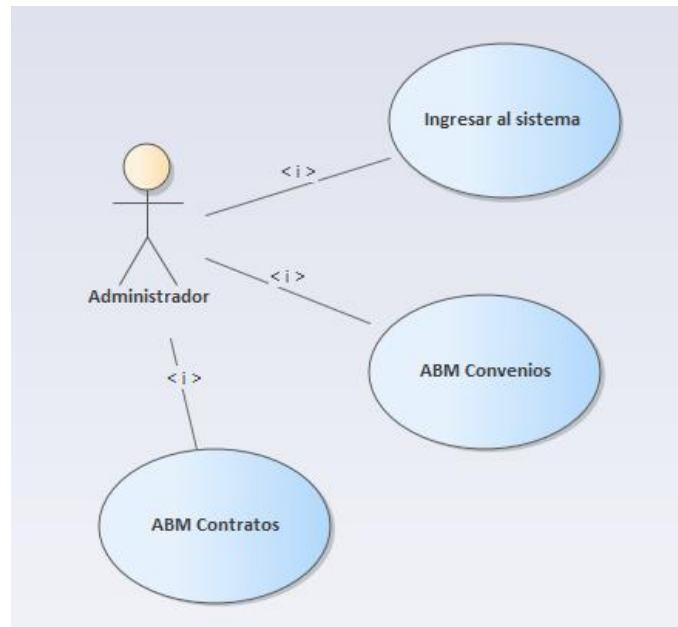 Ingresar al sistema
< i >
< i >
Administrador
ABM Convenios
< i >
ABM Contratos